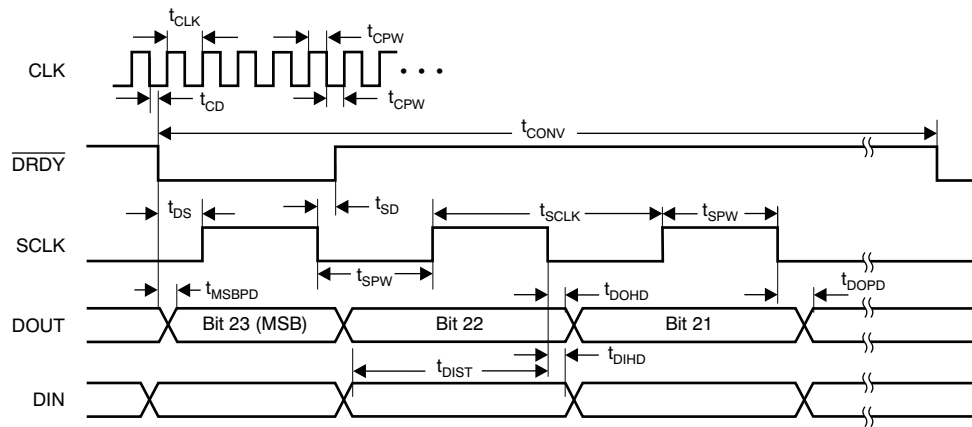 tCLK
tCPW
CLK
• • •
tCD
tCPW
tCONV
DRDY
tDS
tSD
tSCLK
tSPW
SCLK
tSPW
tMSBPD
tDOHD
tDOPD
DOUT
Bit 23 (MSB)
Bit 22
Bit 21
tDIST
tDIHD
DIN